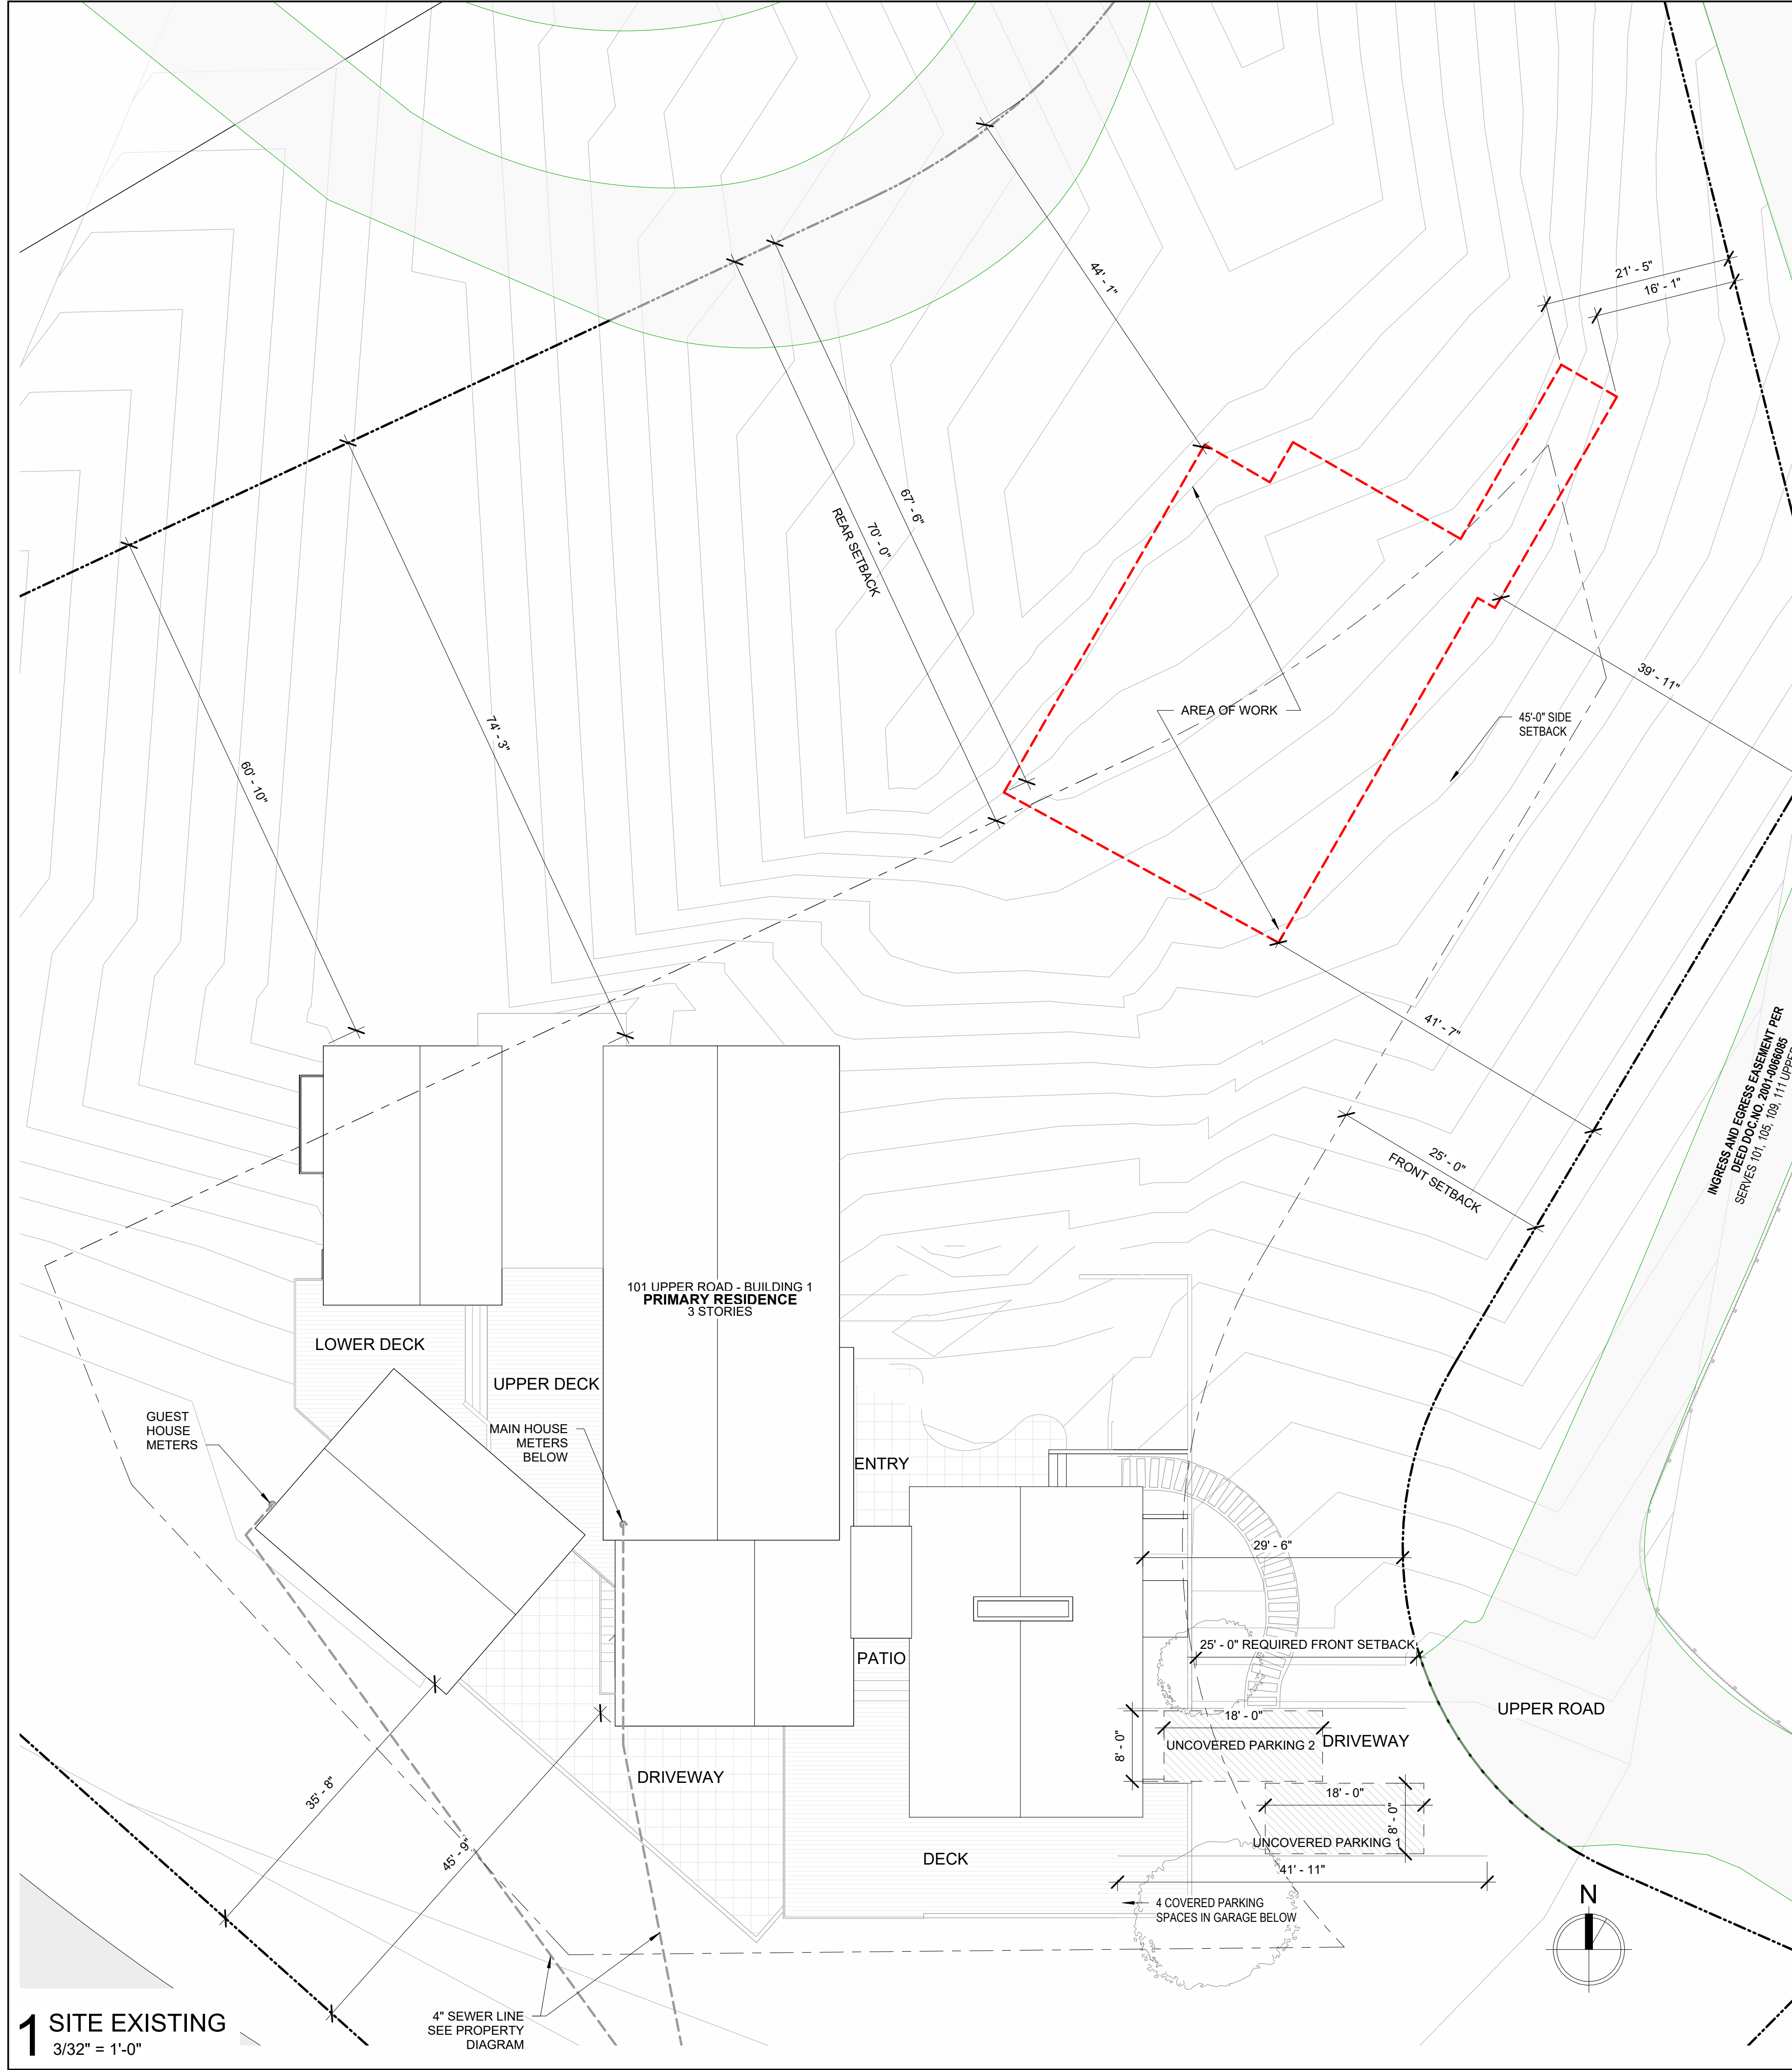 21' - 5"
16' - 1"
44' - 1"
67' - 6"
70' - 0"
REAR SETBACK
39' - 11"
AREA OF WORK
45'-0" SIDE
SETBACK
74' - 3"
60' - 10"
41' - 7"
25' - 0"
FRONT SETBACK
INGRESS AND EGRESS EASEMENT PER
DEED DOC.NO. 2001-0066085
SERVES 101, 105, 109, 111
101 UPPER ROAD - BUILDING 1
PRIMARY RESIDENCE
3 STORIES
LOWER DECK
UPPER DECK
GUEST
HOUSE
METERS
MAIN HOUSE
METERS
BELOW
ENTRY
29' - 6"
25' - 0" REQUIRED FRONT SETBACK
PATIO
UPPER ROAD
18' - 0"
8' - 0"
UNCOVERED PARKING 2
DRIVEWAY
DRIVEWAY
18' - 0"
8' - 0"
UNCOVERED PARKING 1
35' - 8"
45' - 9"
DECK
41' - 11"
4 COVERED PARKING
SPACES IN GARAGE BELOW
N
4" SEWER LINE
SEE PROPERTY
DIAGRAM
1 SITE EXISTING
3/32" = 1'-0"